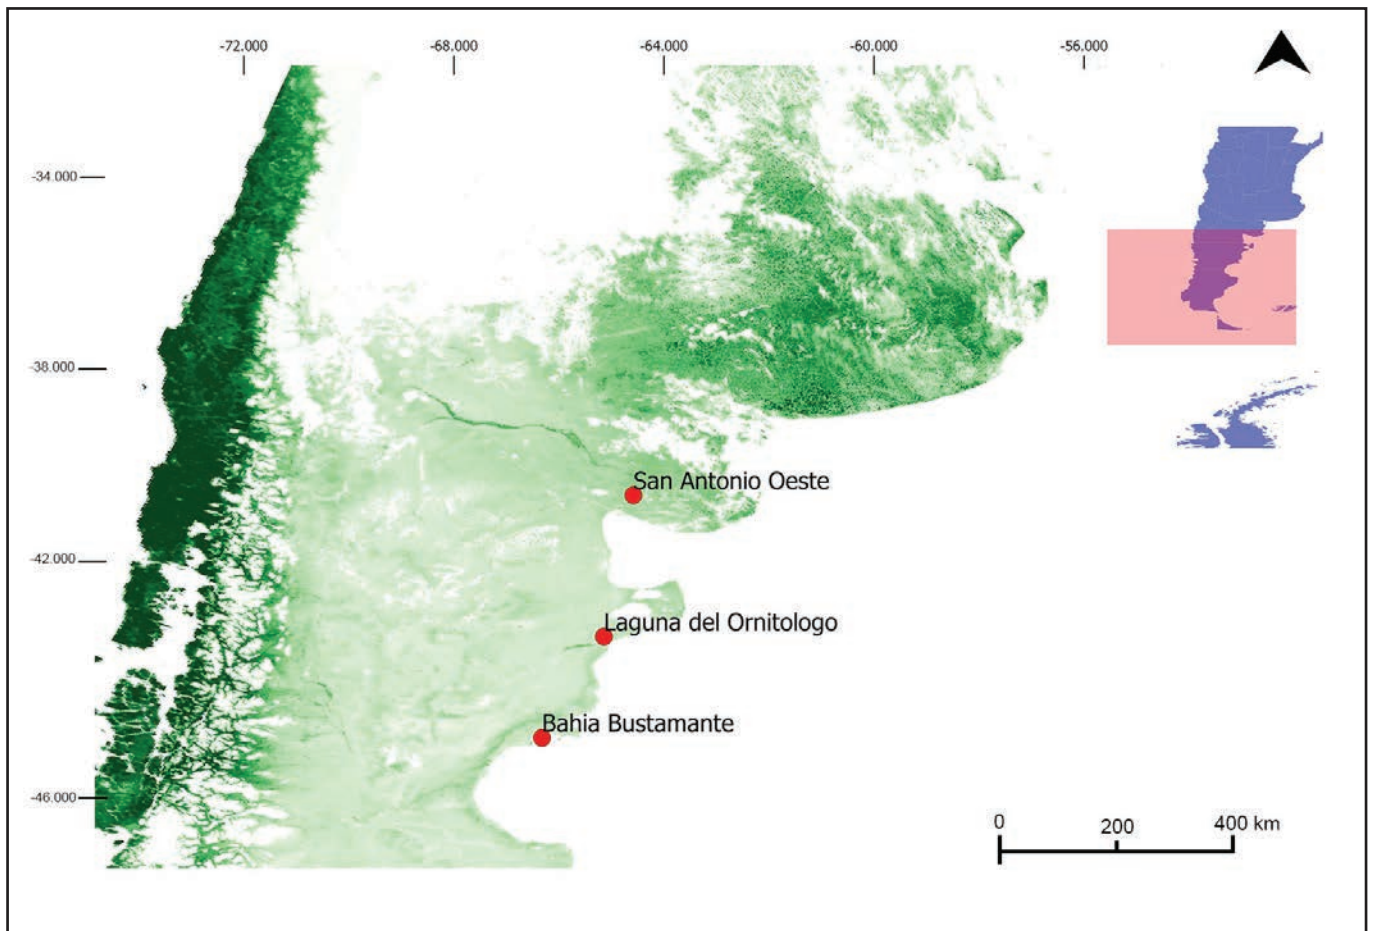 -72.000 -68.000 -64.000 -60.000 -56.000
-34.000
-38.000
San Antonio Oeste
-42.000
Laguna del Ornitologo
Bahia Bustamante
-46.000
0 200 400 km